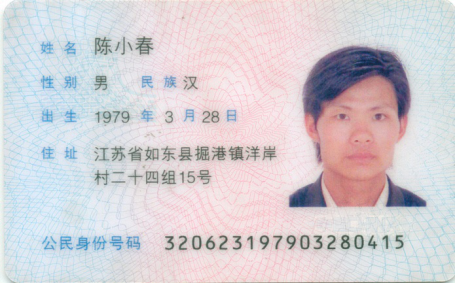 姓名 陈小春
性别 男 民族 汉
出生 1979 年 3 月 28 日
住址 江苏省如东县掘港镇洋岸
村二十四组15号
公民身份号码 320623197903280415